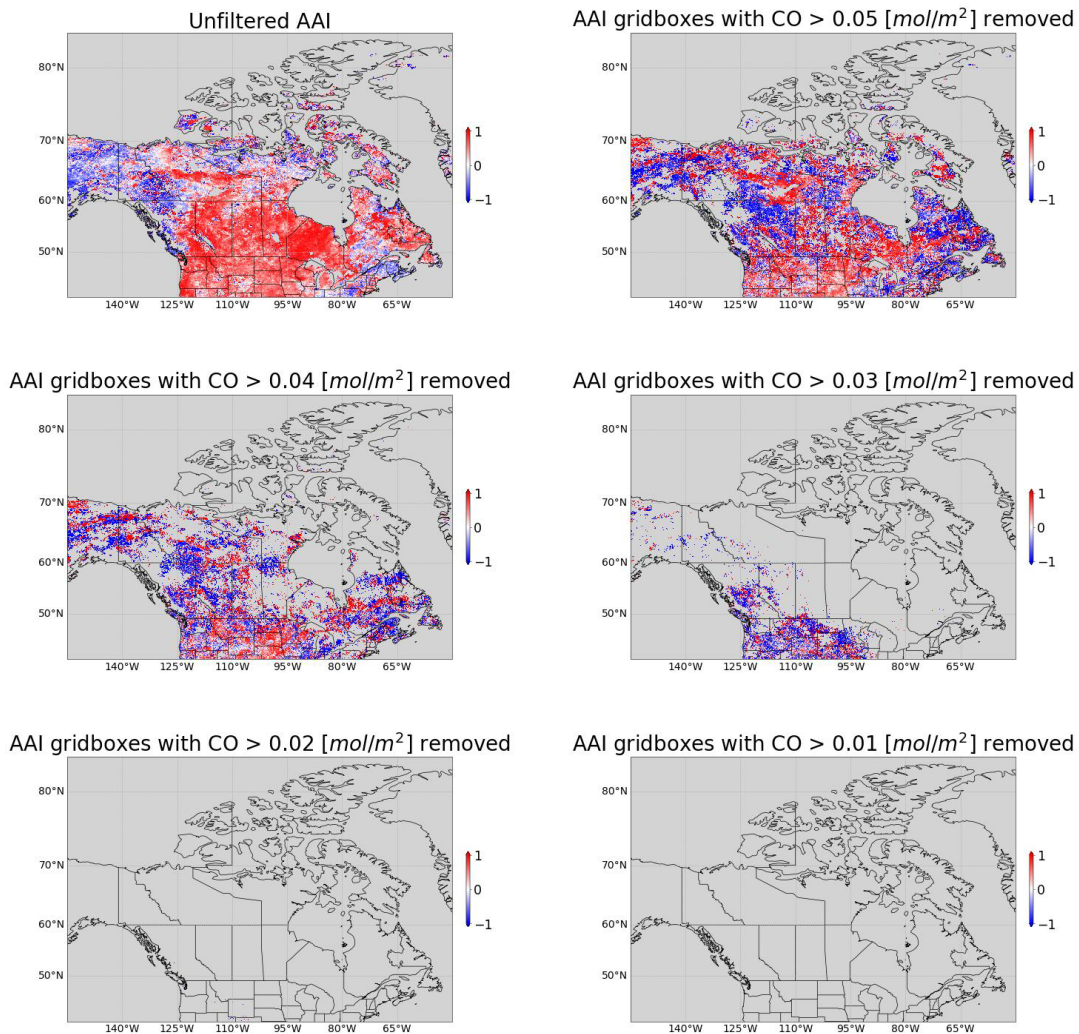 Unfiltered AAI
80°N
70°N
60°N
50°N
140°W 125°W 110°W 95°W 80°W 65°W
1
0
−1
AAI gridboxes with CO > 0.05 [mol/m²] removed
80°N
70°N
60°N
50°N
140°W 125°W 110°W 95°W 80°W 65°W
1
0
−1
AAI gridboxes with CO > 0.04 [mol/m²] removed
80°N
70°N
60°N
50°N
140°W 125°W 110°W 95°W 80°W 65°W
1
0
−1
AAI gridboxes with CO > 0.03 [mol/m²] removed
80°N
70°N
60°N
50°N
140°W 125°W 110°W 95°W 80°W 65°W
1
0
−1
AAI gridboxes with CO > 0.02 [mol/m²] removed
80°N
70°N
60°N
50°N
140°W 125°W 110°W 95°W 80°W 65°W
1
0
−1
AAI gridboxes with CO > 0.01 [mol/m²] removed
80°N
70°N
60°N
50°N
140°W 125°W 110°W 95°W 80°W 65°W
1
0
−1